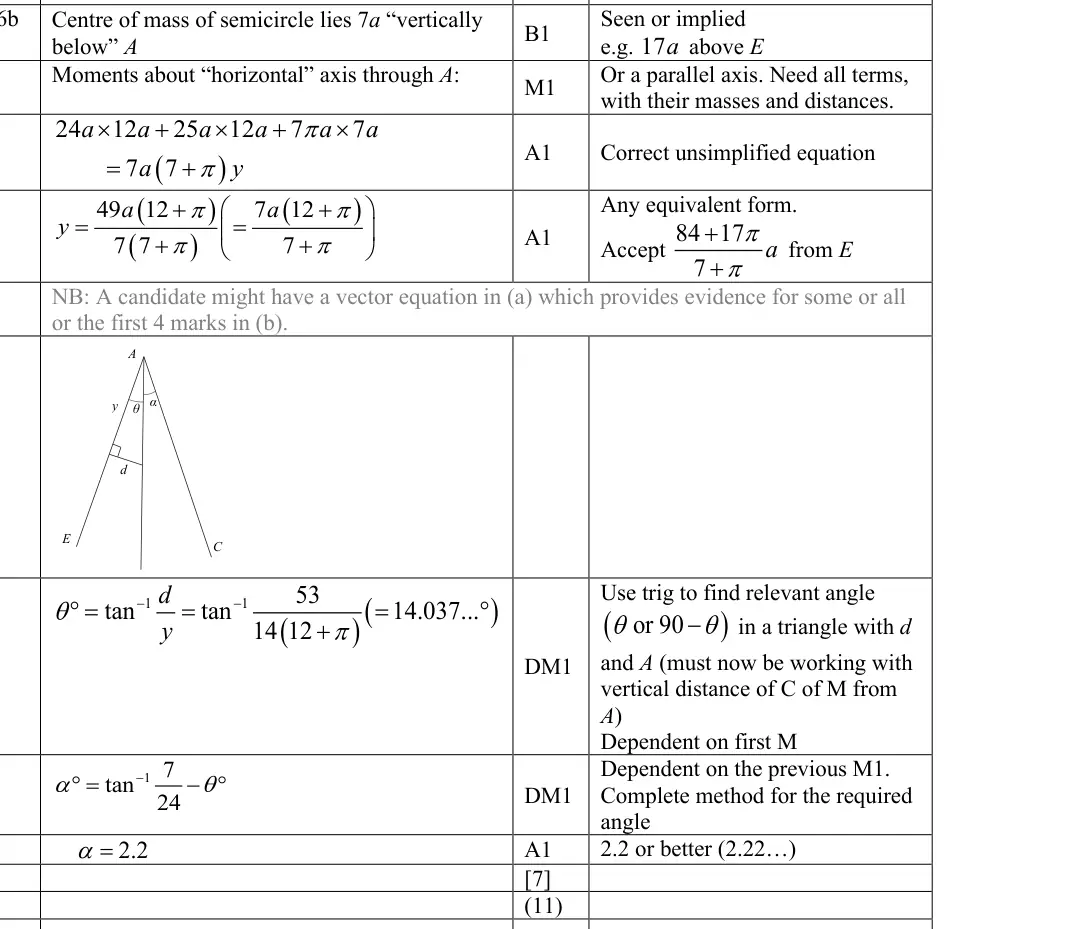 6b
Centre of mass of semicircle lies 7a “vertically
below” A
B1
Seen or implied
e.g. 17a above E
Moments about “horizontal” axis through A:
M1
Or a parallel axis. Need all terms,
with their masses and distances.
24a×12a+25a×12a+7πa×7a
=7a(7+π)y
A1
Correct unsimplified equation
y = 49a(12+π)/7(7+π) (= 7a(12+π)/7+π)
A1
Any equivalent form.
Accept 84+17π/7+π a from E
NB: A candidate might have a vector equation in (a) which provides evidence for some or all
or the first 4 marks in (b).
A
y θ α
d
E
C
θ° = tan⁻¹ d/y = tan⁻¹ 53/14(12+π) (=14.037...°)
DM1
Use trig to find relevant angle
(θ or 90−θ) in a triangle with d
and A (must now be working with
vertical distance of C of M from
A)
Dependent on first M
α° = tan⁻¹ 7/24 − θ°
DM1
Dependent on the previous M1.
Complete method for the required
angle
α = 2.2
A1
2.2 or better (2.22…)
[7]
(11)